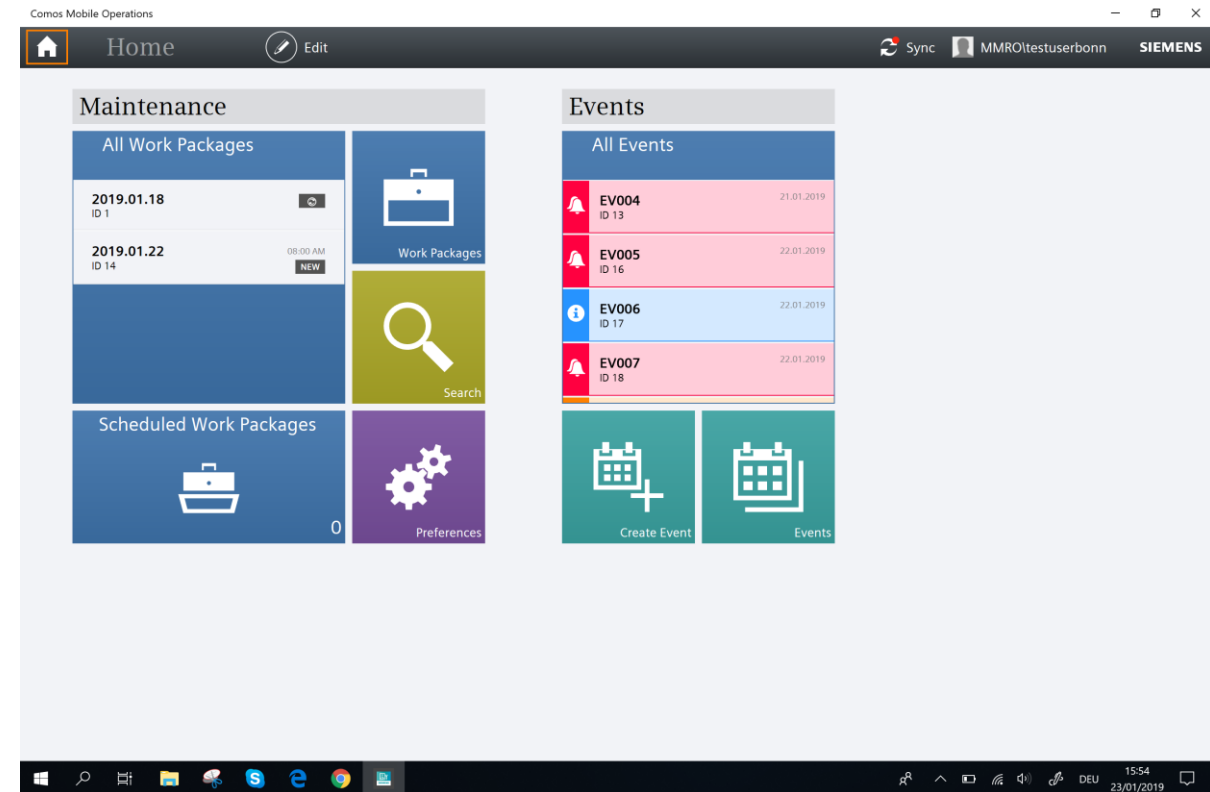 Comos Mobile Operations
Home
Edit
Sync
MMRO\testuserbonn
SIEMENS
Maintenance
All Work Packages
2019.01.18
ID 1
2019.01.22
08:00 AM
ID 14
NEW
Work Packages
Search
Scheduled Work Packages
0
Preferences
Events
All Events
EV004
21.01.2019
ID 13
EV005
22.01.2019
ID 16
EV006
22.01.2019
ID 17
EV007
22.01.2019
ID 18
Create Event
Events
DEU
15:54
23/01/2019